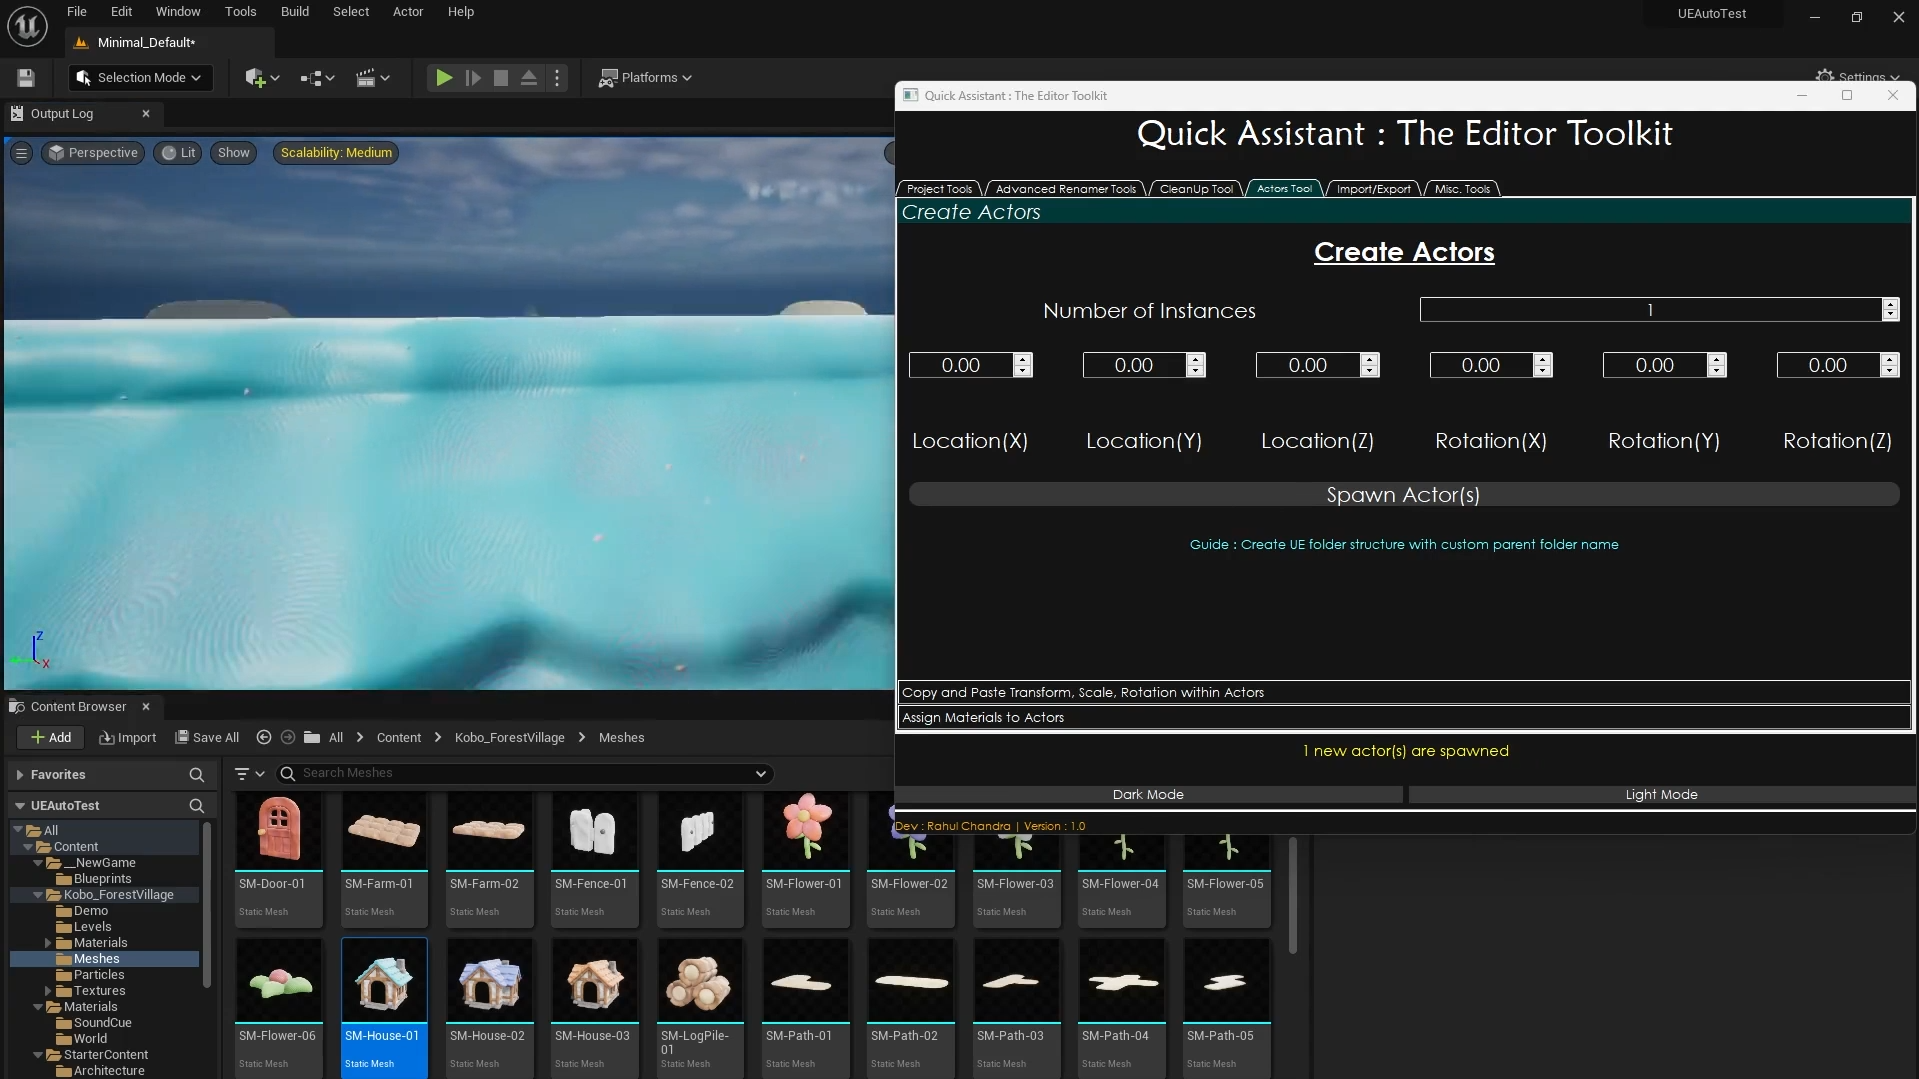 File Edit Window Tools Build Select Actor Help
UEAutoTest
Minimal_Default*
Selection Mode
Platforms
Settings
Output Log
Perspective Lit Show Scalability: Medium
Z
X
Quick Assistant : The Editor Toolkit
Quick Assistant : The Editor Toolkit
Project Tools Advanced Renamer Tools CleanUp Tool Actors Tool Import/Export Misc. Tools
Create Actors
Create Actors
Number of Instances 1
0.00 0.00 0.00 0.00 0.00 0.00
Location(X) Location(Y) Location(Z) Rotation(X) Rotation(Y) Rotation(Z)
Spawn Actor(s)
Guide : Create UE folder structure with custom parent folder name
Copy and Paste Transform, Scale, Rotation within Actors
Assign Materials to Actors
1 new actor(s) are spawned
Dark Mode Light Mode
Dev : Rahul Chandra | Version : 1.0
Content Browser
Add Import Save All All Content Kobo_ForestVillage Meshes
Favorites
Search Meshes
UEAutoTest
All
Content
__NewGame
Blueprints
Kobo_ForestVillage
Demo
Levels
Materials
Meshes
Particles
Textures
Materials
SoundCue
World
StarterContent
Architecture
SM-Door-01 SM-Farm-01 SM-Farm-02 SM-Fence-01 SM-Fence-02 SM-Flower-01 SM-Flower-02 SM-Flower-03 SM-Flower-04 SM-Flower-05
Static Mesh Static Mesh Static Mesh Static Mesh Static Mesh Static Mesh Static Mesh Static Mesh Static Mesh Static Mesh
SM-Flower-06 SM-House-01 SM-House-02 SM-House-03 SM-LogPile-01 SM-Path-01 SM-Path-02 SM-Path-03 SM-Path-04 SM-Path-05
Static Mesh Static Mesh Static Mesh Static Mesh Static Mesh Static Mesh Static Mesh Static Mesh Static Mesh Static Mesh